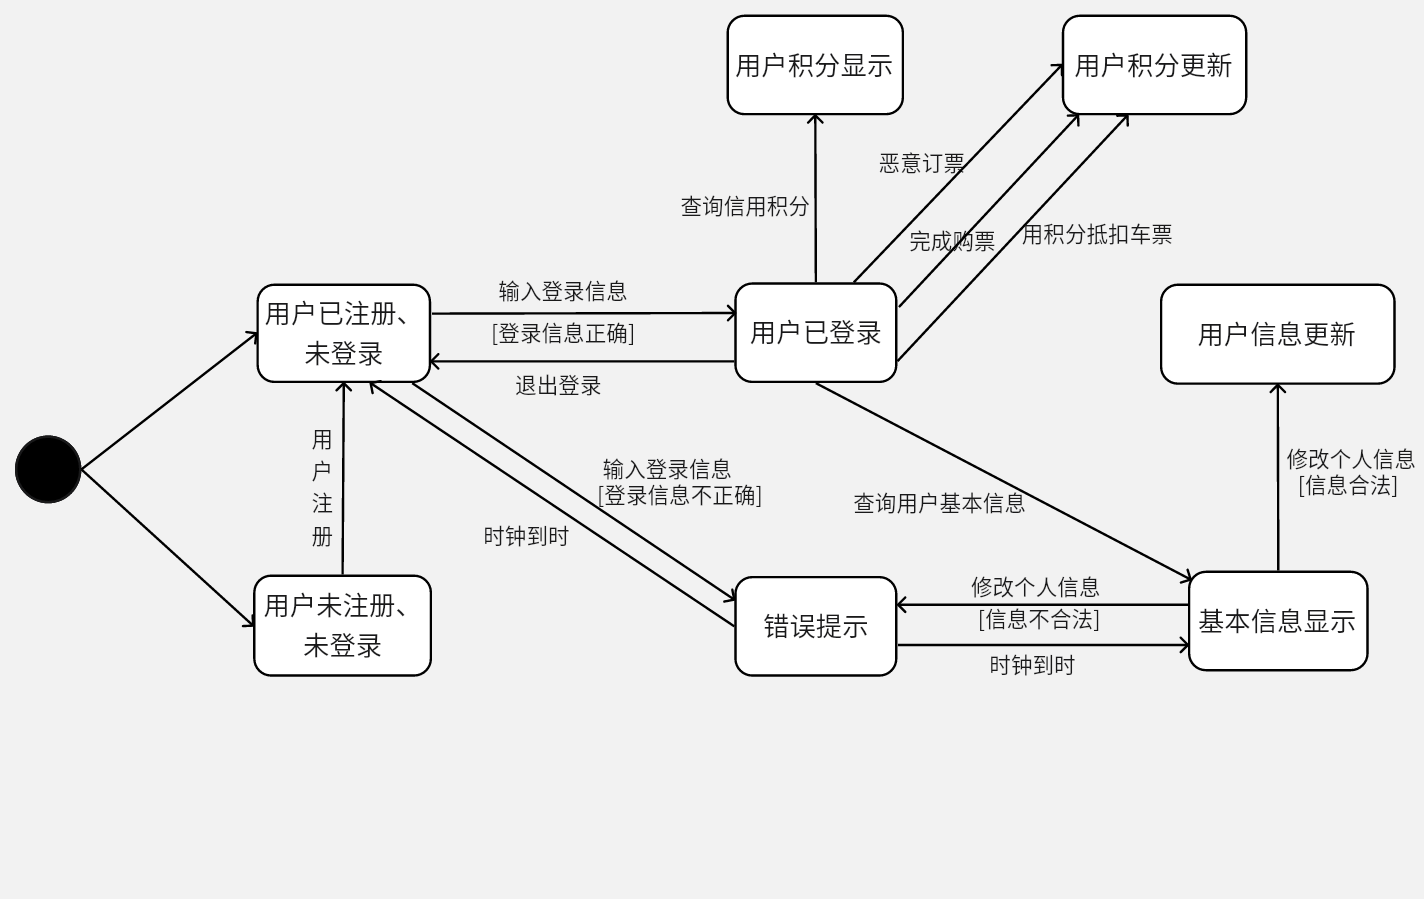 用户积分显示
用户积分更新
恶意订票
查询信用积分
完成购票
用积分抵扣车票
用户已注册、
未登录
输入登录信息
[登录信息正确]
退出登录
用户已登录
用户信息更新
用
户
注
册
输入登录信息
[登录信息不正确]
时钟到时
查询用户基本信息
修改个人信息
[信息合法]
用户未注册、
未登录
错误提示
修改个人信息
[信息不合法]
时钟到时
基本信息显示